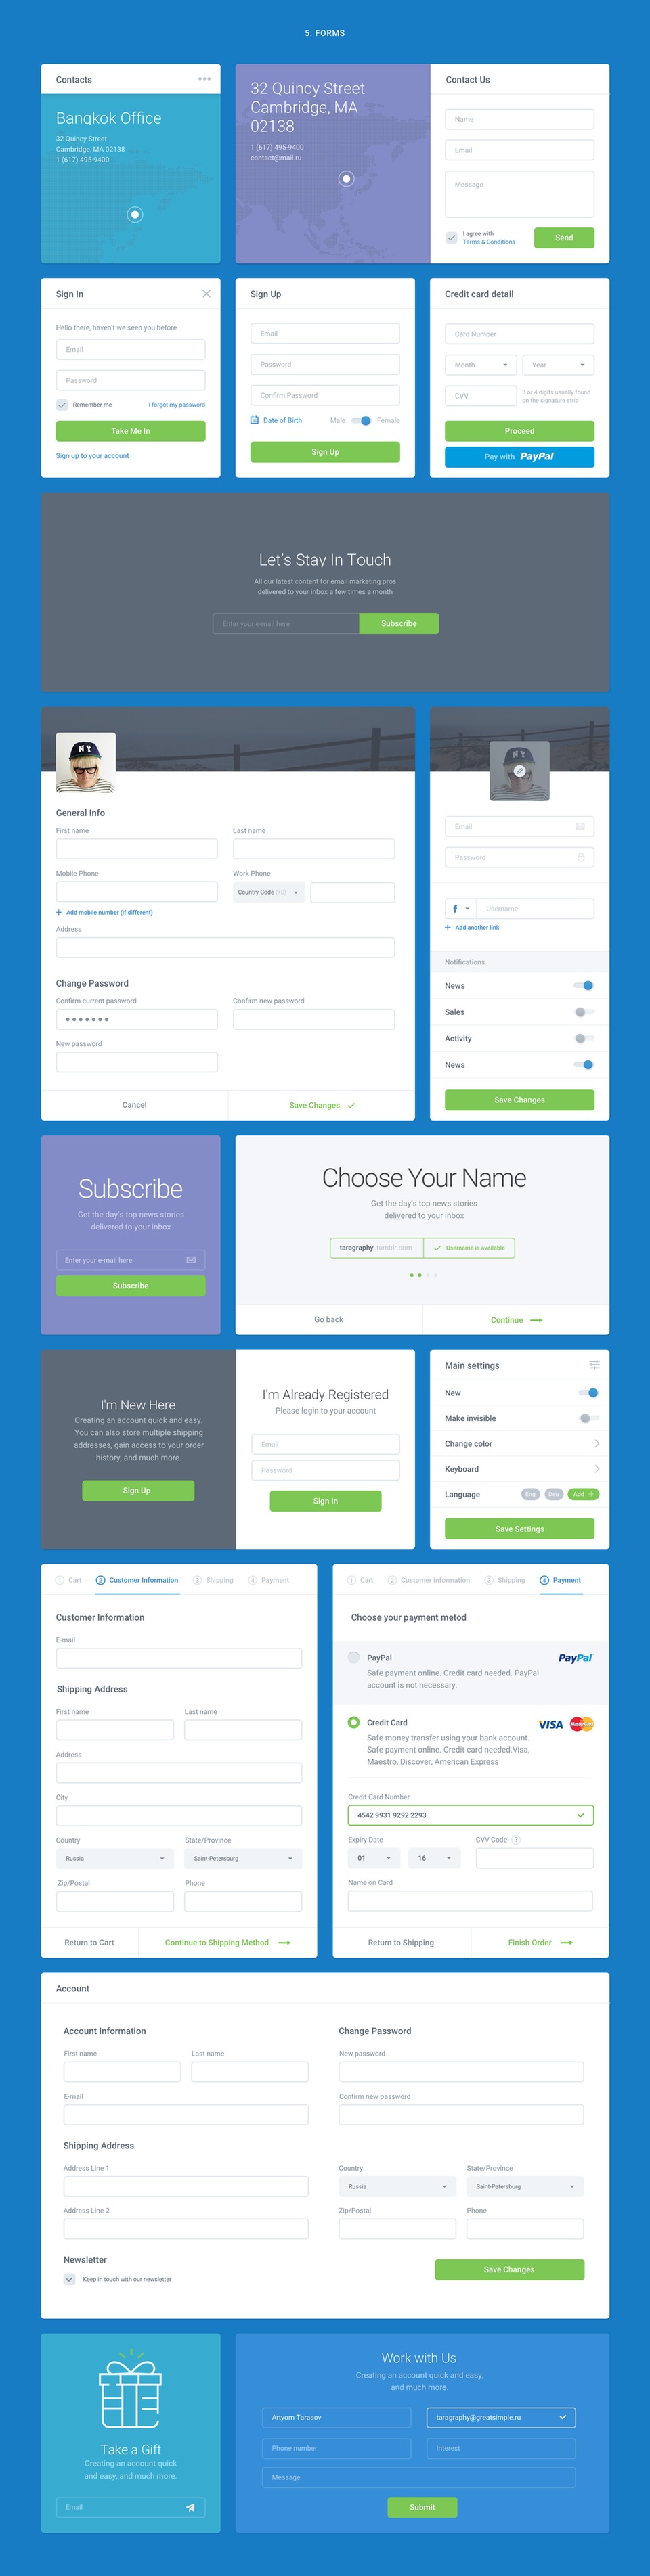 5. FORMS
Contacts
Bangkok Office
32 Quincy Street
Cambridge, MA 02138
1 (617) 495-9400
32 Quincy Street
Cambridge, MA
02138
1 (617) 495-9400
contact@mail.ru
Contact Us
Name
Email
Message
I agree with
Terms & Conditions
Send
Sign In
Hello there, haven't we seen you before
Email
Password
Remember me
I forgot my password
Take Me In
Sign up to your account
Sign Up
Email
Password
Confirm Password
Date of Birth
Male
Female
Sign Up
Credit card detail
Card Number
Month
Year
CVV
3 or 4 digits usually found
on the signature strip
Proceed
Pay with PayPal
Let's Stay In Touch
All our latest content for email marketing pros
delivered to your inbox a few times a month
Enter your e-mail here
Subscribe
General Info
First name
Last name
Mobile Phone
Work Phone
Country Code
+ Add mobile number (if different)
Address
Change Password
Confirm current password
Confirm new password
New password
Cancel
Save Changes
Email
Password
f
Username
+ Add another link
Notifications
News
Sales
Activity
News
Save Changes
Subscribe
Get the day's top news stories
delivered to your inbox
Enter your e-mail here
Subscribe
Choose Your Name
Get the day's top news stories
delivered to your inbox
taragraphy.tumblr.com
Username is available
Go back
Continue
I'm New Here
Creating an account quick and easy.
You can also store multiple shipping
addresses, gain access to your order
history, and much more.
Sign Up
I'm Already Registered
Please login to your account
Email
Password
Sign In
Main settings
New
Make invisible
Change color
Keyboard
Language
Eng
Deu
Add +
Save Settings
1 Cart
2 Customer Information
3 Shipping
4 Payment
Customer Information
E-mail
Shipping Address
First name
Last name
Address
City
Country
State/Province
Russia
Saint-Petersburg
Zip/Postal
Phone
Return to Cart
Continue to Shipping Method
1 Cart
2 Customer Information
3 Shipping
4 Payment
Choose your payment metod
PayPal
PayPal
Safe payment online. Credit card needed. PayPal
account is not necessary.
Credit Card
VISA
MasterCard
Safe money transfer using your bank account.
Safe payment online. Credit card needed.Visa,
Maestro, Discover, American Express
Credit Card Number
4542 9931 9292 2293
Expiry Date
CVV Code ?
01
16
Name on Card
Return to Shipping
Finish Order
Account
Account Information
First name
Last name
E-mail
Change Password
New password
Confirm new password
Shipping Address
Address Line 1
Address Line 2
Country
State/Province
Russia
Saint-Petersburg
Zip/Postal
Phone
Newsletter
Keep in touch with our newsletter
Save Changes
Take a Gift
Creating an account quick
and easy, and much more.
Email
Work with Us
Creating an account quick and easy,
and much more.
Artyom Tarasov
taragraphy@greatsimple.ru
Phone number
Interest
Message
Submit